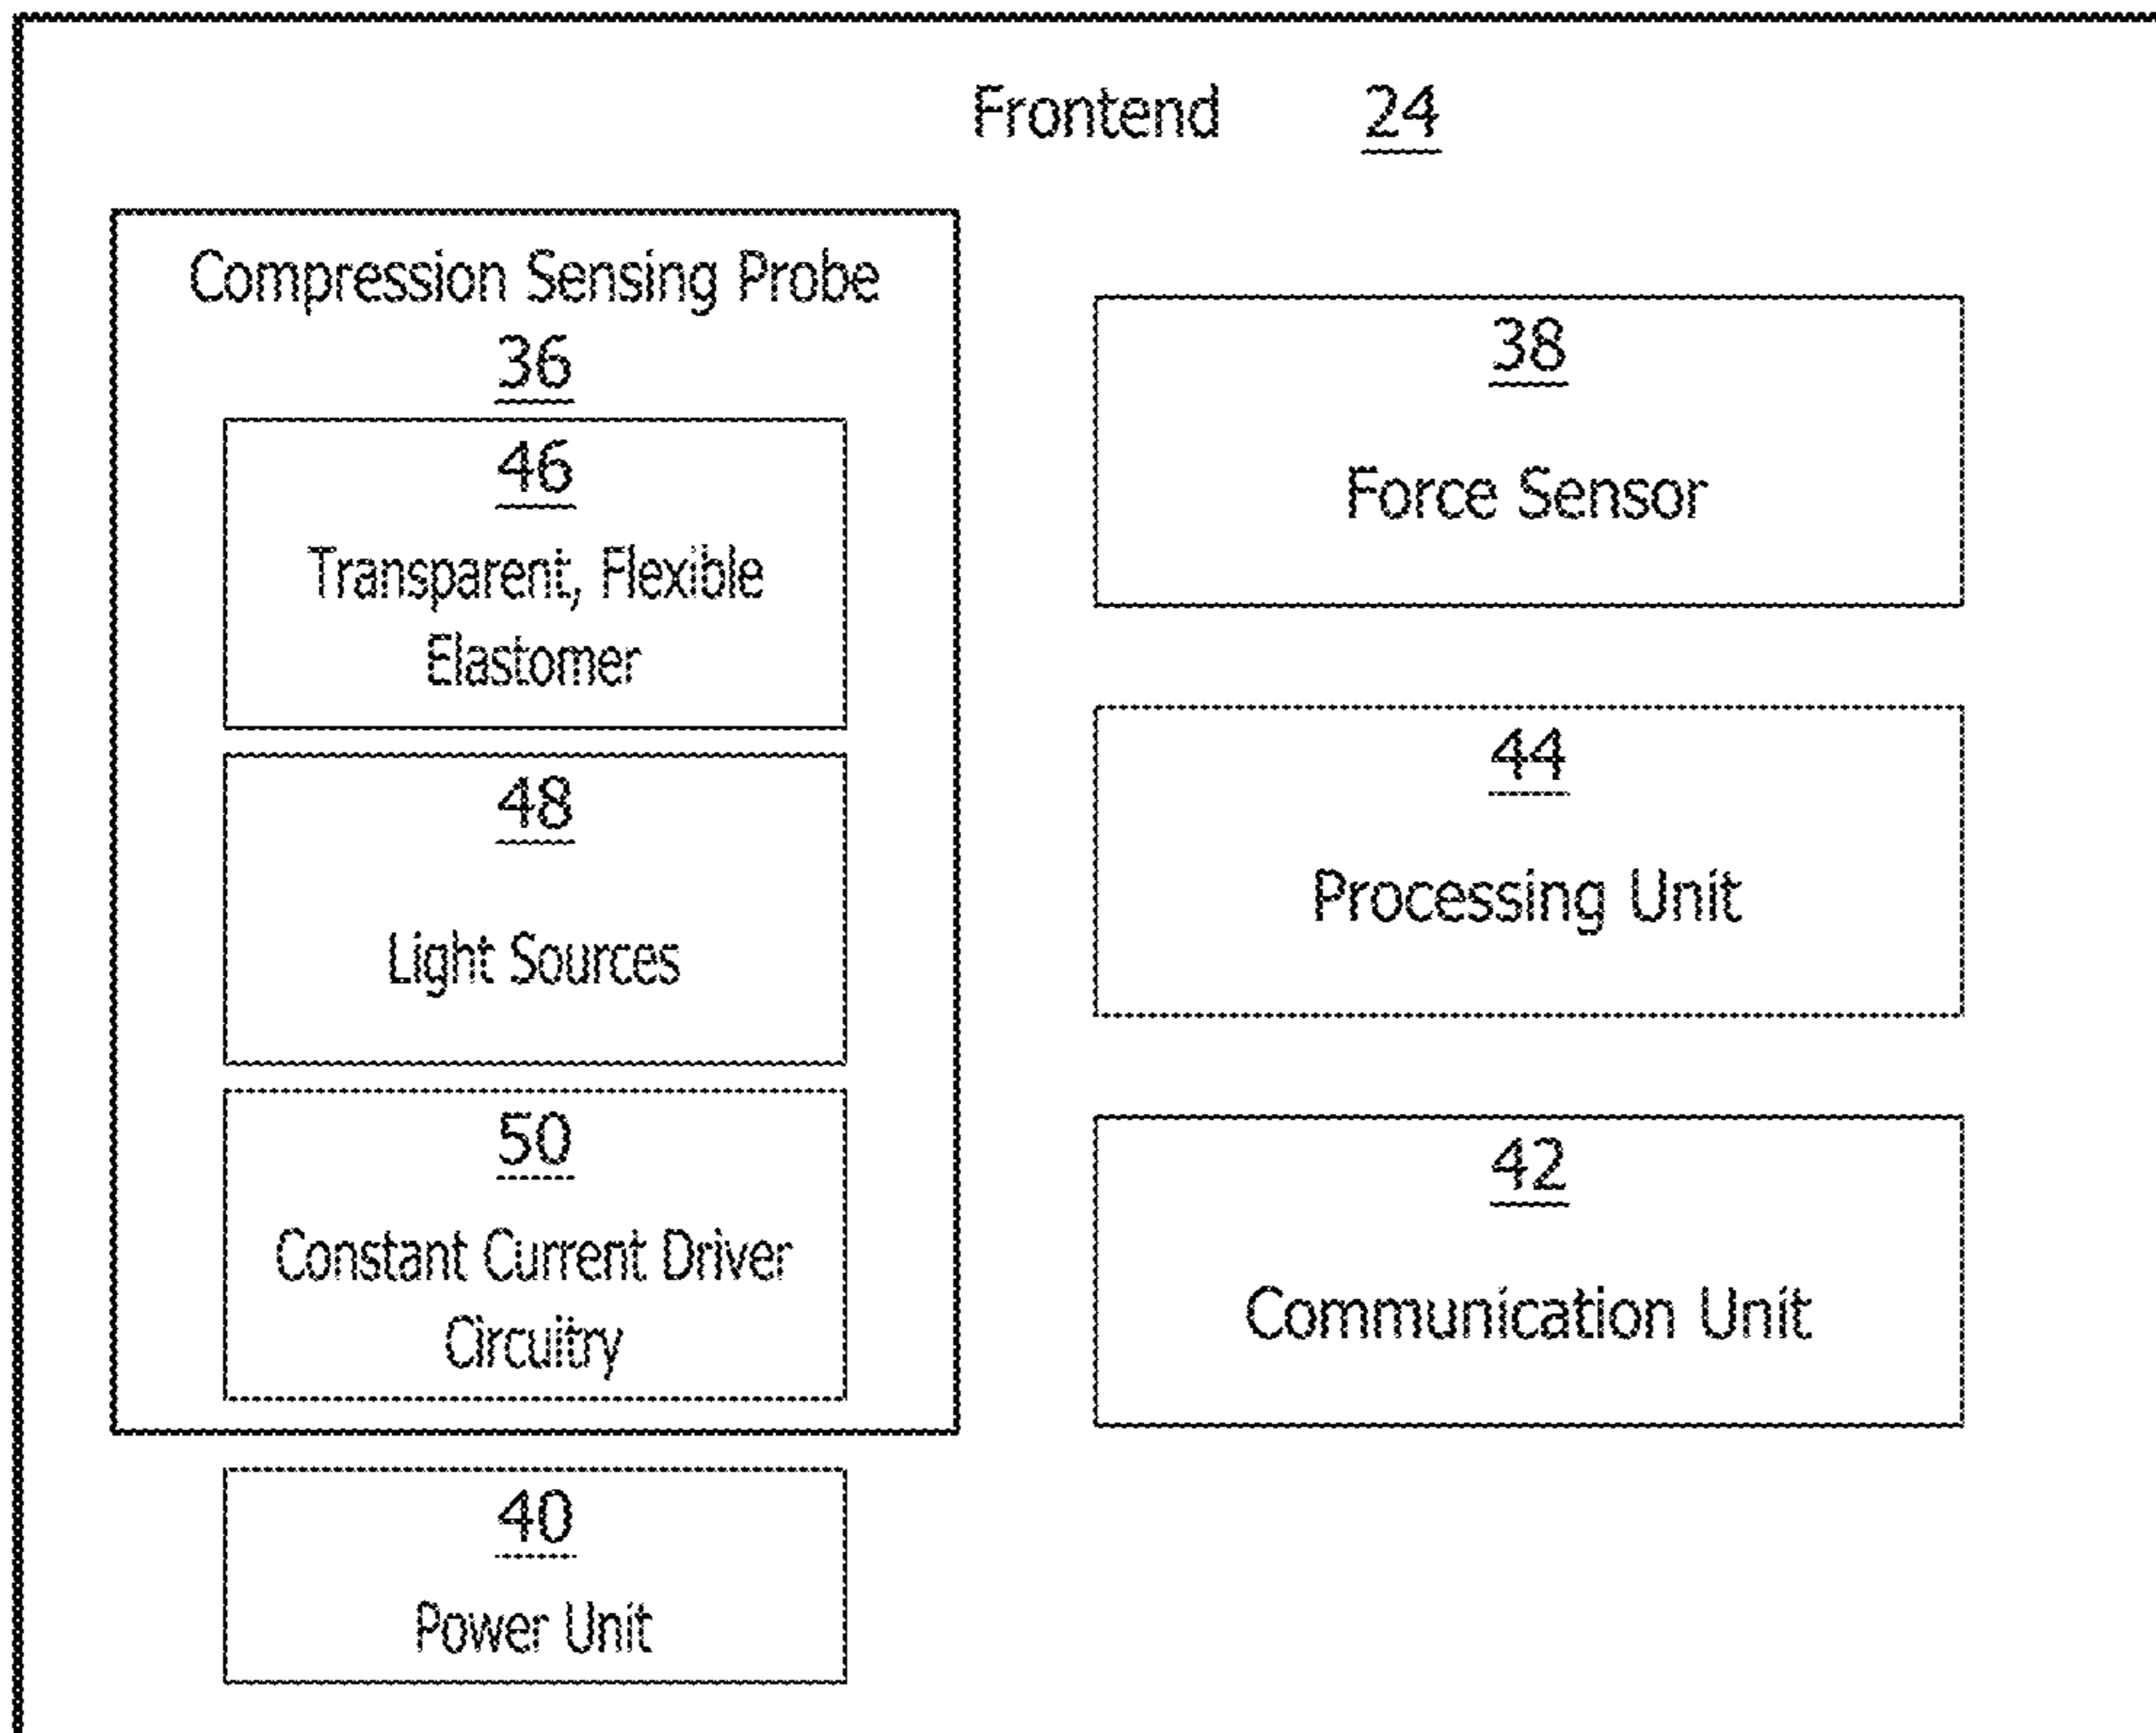 Frontend 24
Compression Sensing Probe
36
46
Transparent, Flexible
Elastomer
48
Light Sources
50
Constant Current Driver
Circuitry
40
Power Unit
38
Force Sensor
44
Processing Unit
42
Communication Unit